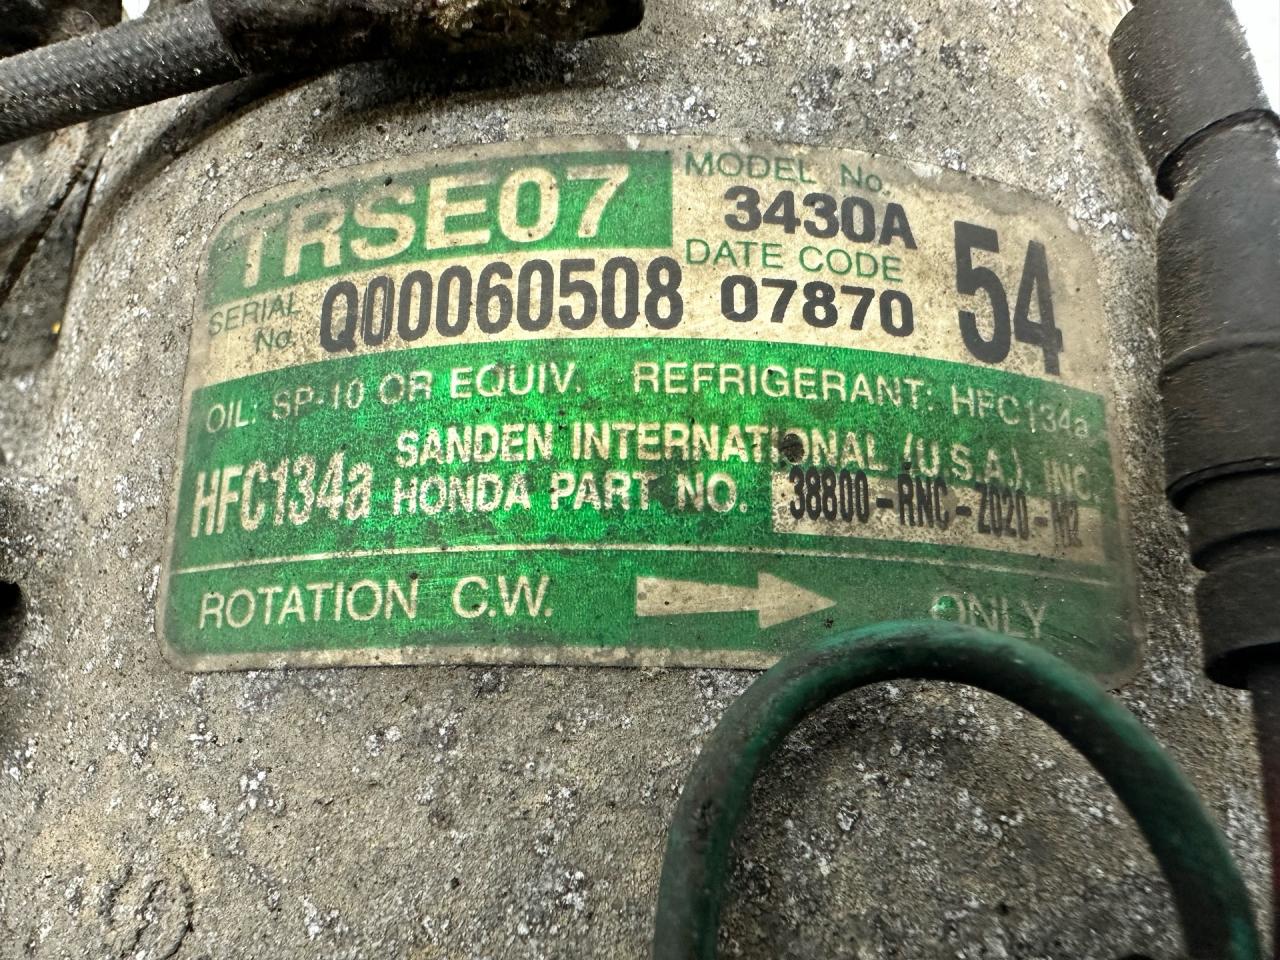 TRSE07
MODEL No.
3430A
DATE CODE
07870
54
SERIAL No. Q00060508
OIL: SP-10 OR EQUIV. REFRIGERANT: HFC134a
HFC134a
SANDEN INTERNATIONAL (U.S.A.), INC.
HONDA PART NO. 38800-RNC-Z020-M2
ROTATION C.W. ONLY